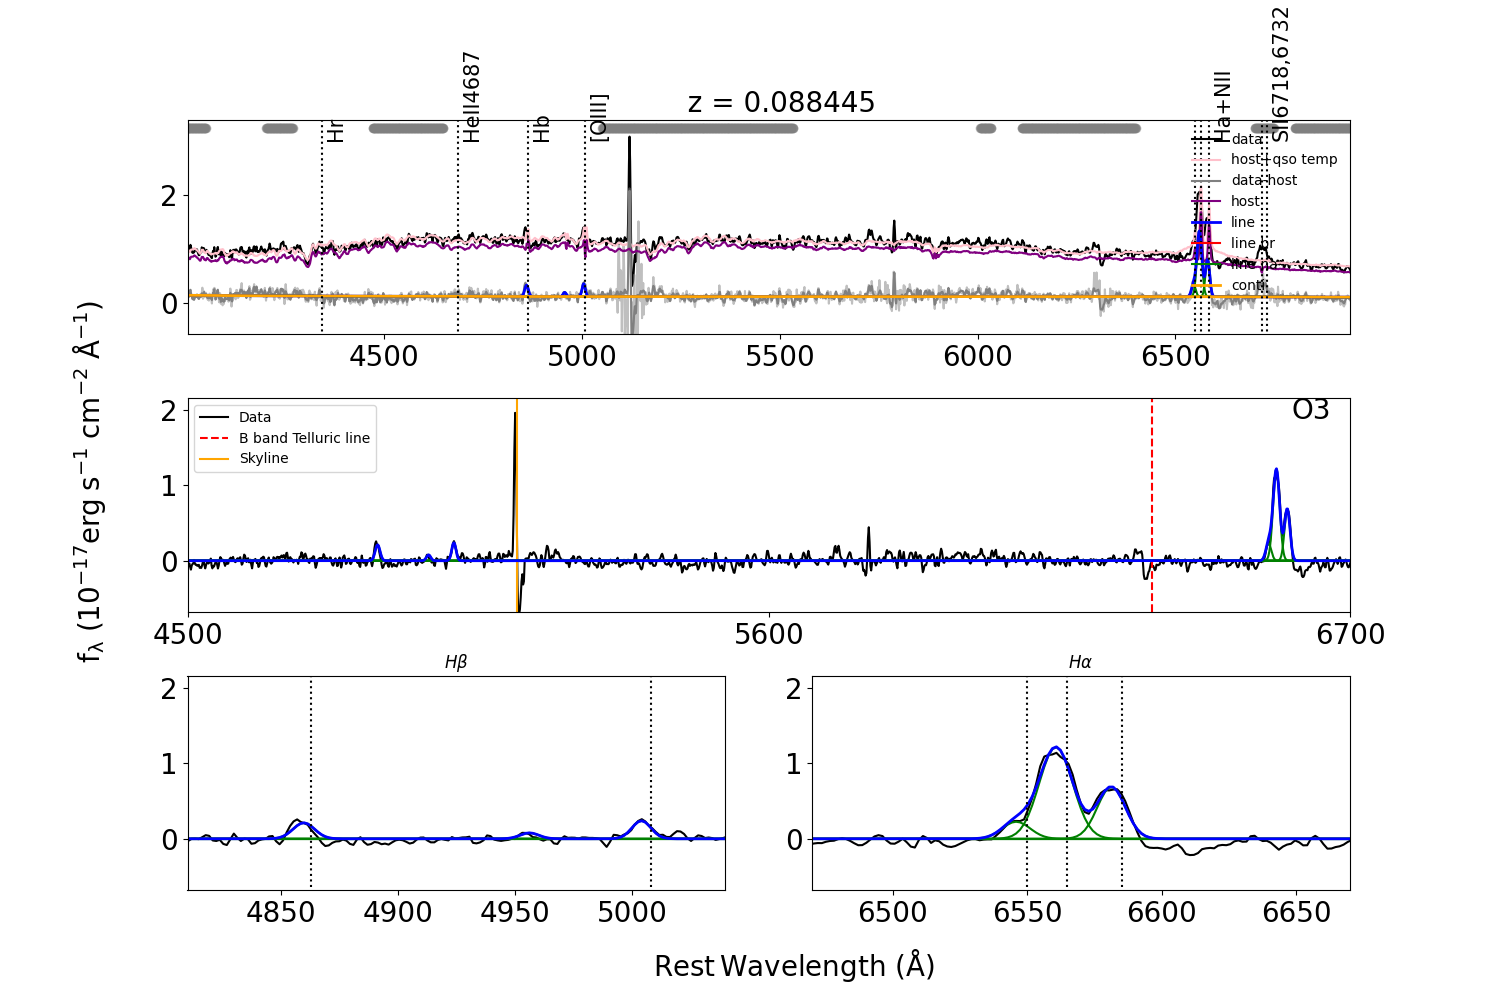 z = 0.088445
Hr
HeII4687
Hb
[OIII]
Ha+NII
SII6718,6732
data
host+qso temp
data-host
host
line
line br
conti
2
0
4500 5000 5500 6000 6500
fλ (10−17erg s−1 cm−2 Å−1)
O3
Data
B band Telluric line
Skyline
2
1
0
4500 5600 6700
Hβ
2
1
0
4850 4900 4950 5000
Hα
2
1
0
6500 6550 6600 6650
Rest Wavelength (Å)